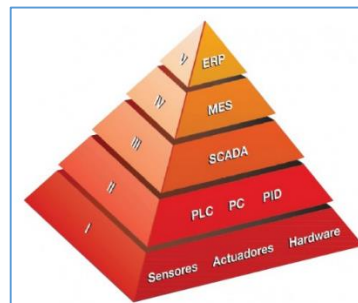 V ERP
IV MES
III SCADA
II PLC PC PID
I Sensores Actuadores Hardware